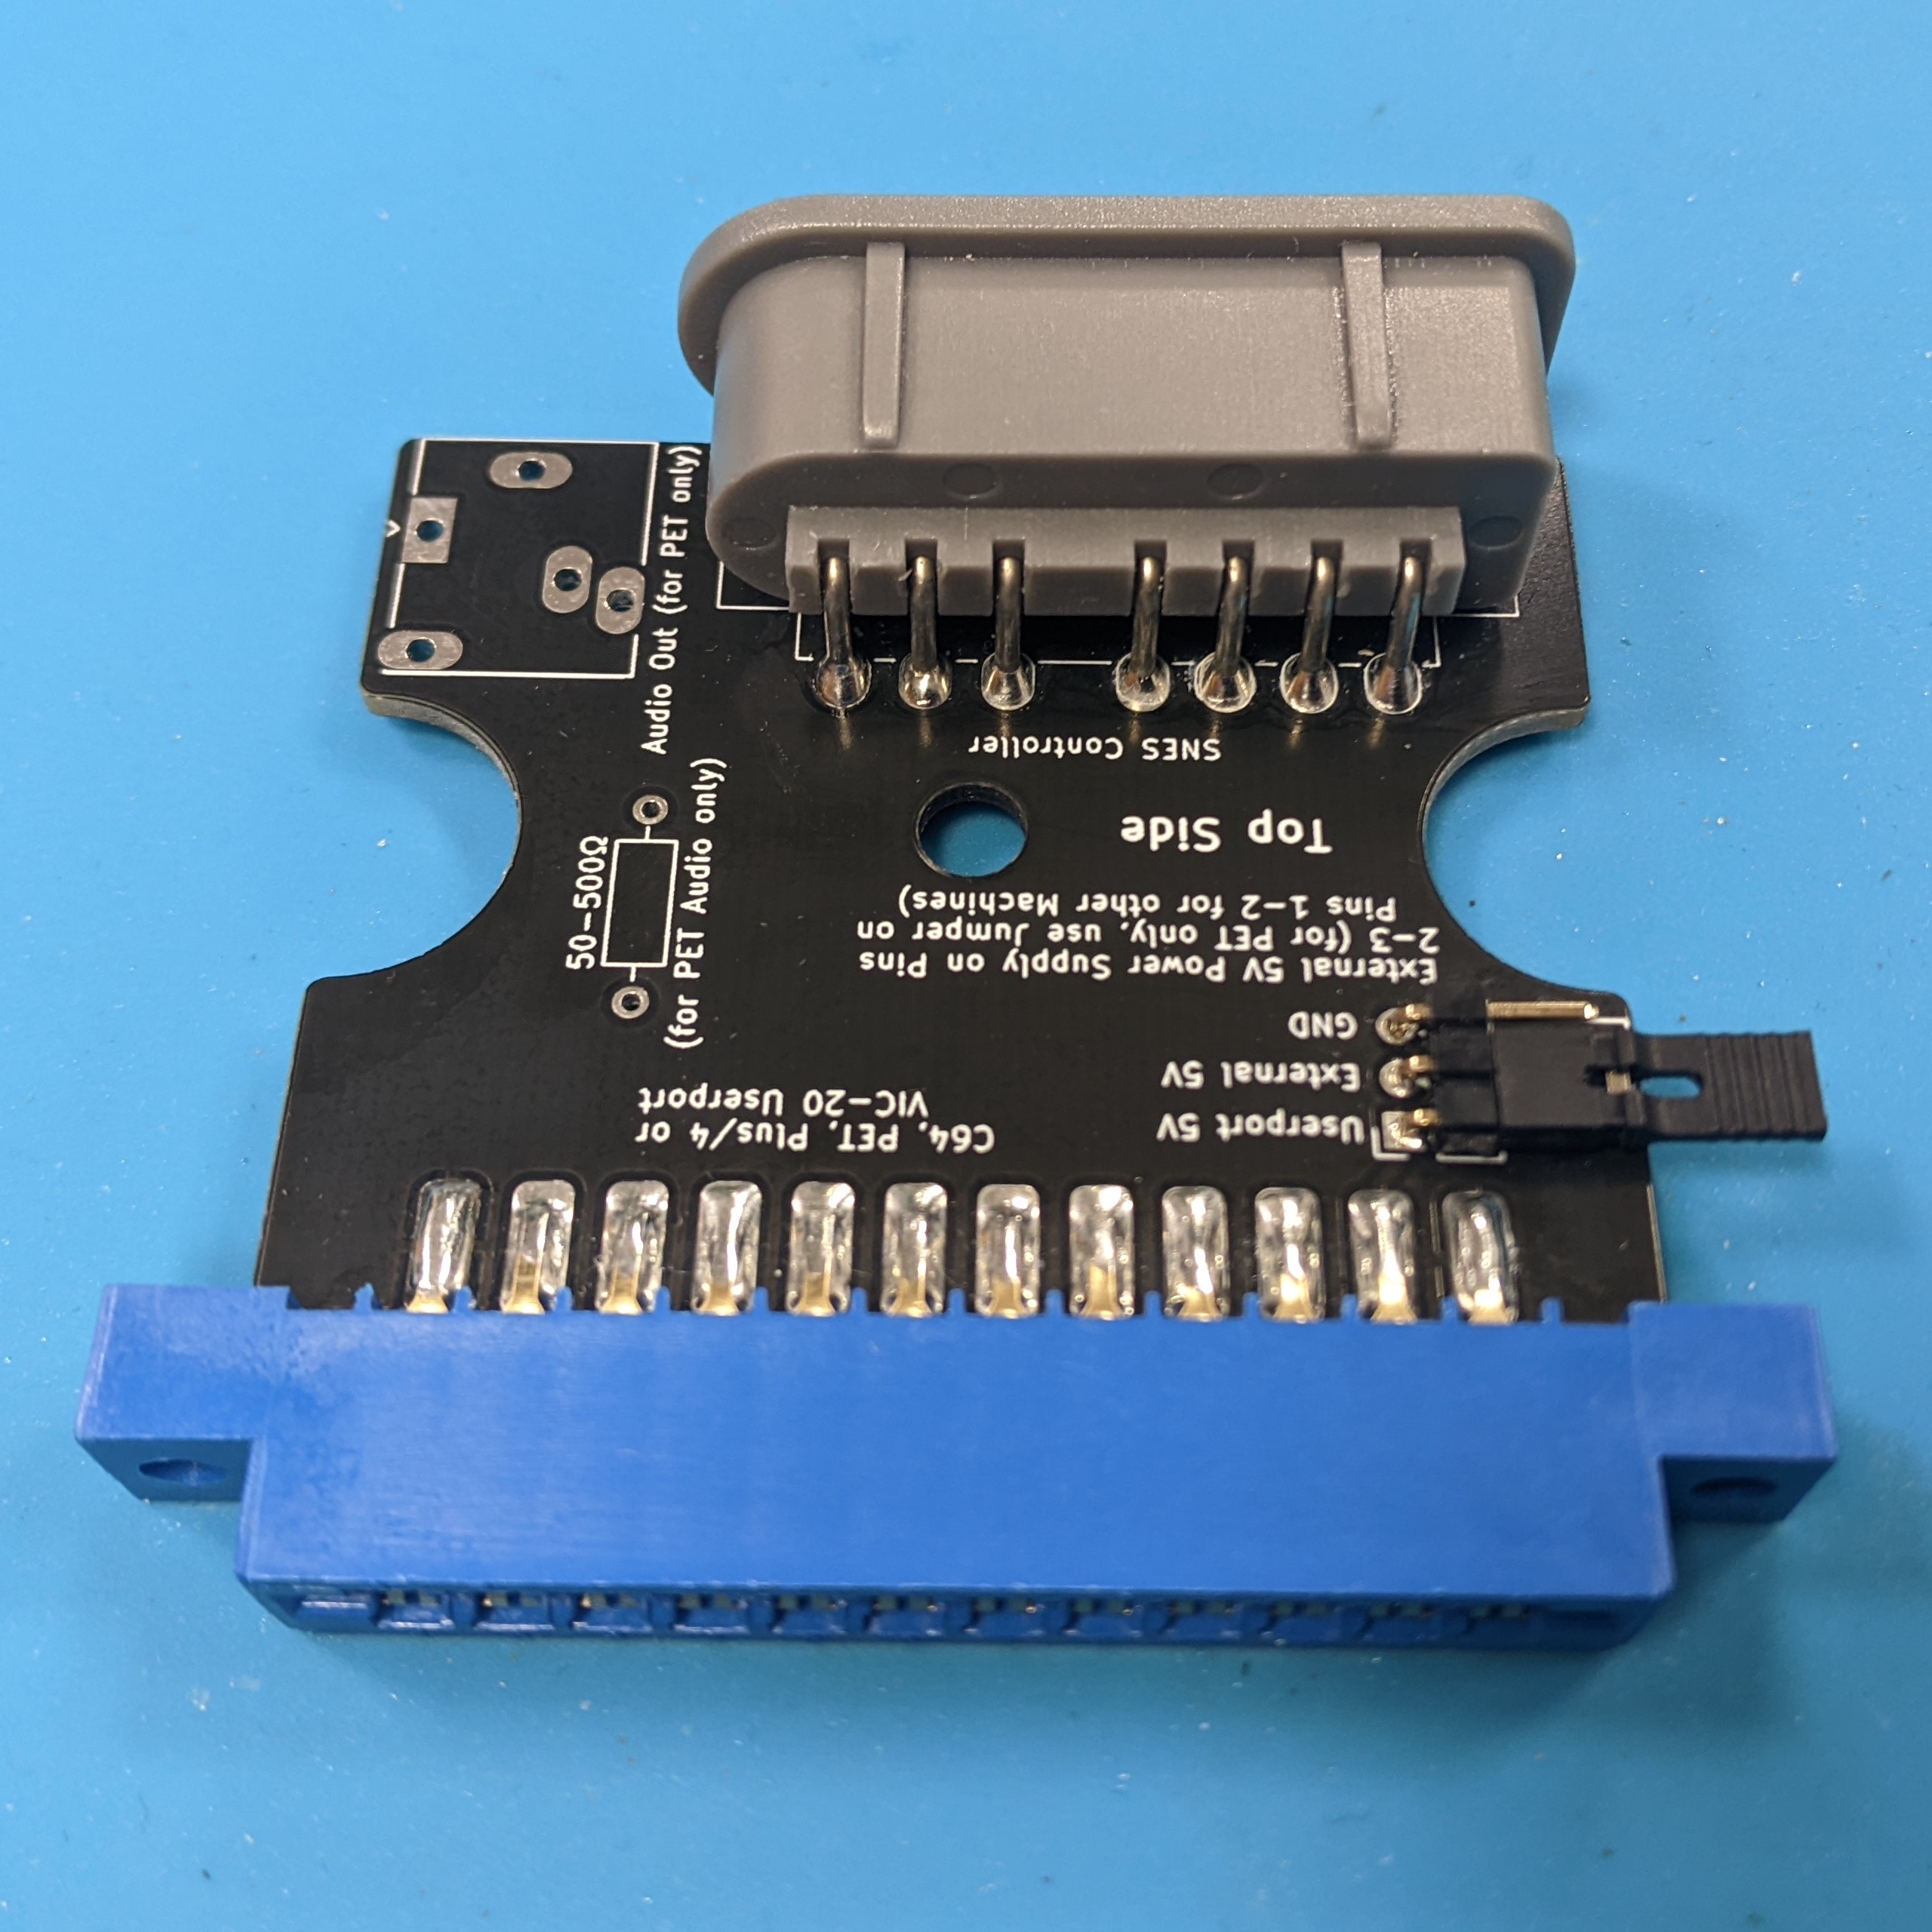 SNES Controller
Top Side
External 5V Power Supply on Pins
2-3 (for PET only, use Jumper on
Pins 1-2 for other Machines)
GND
External 5V
Userport 5V
C64, PET, Plus/4 or
VIC-20 Userport
Audio Out (for PET only)
50-500Ω
(for PET Audio only)